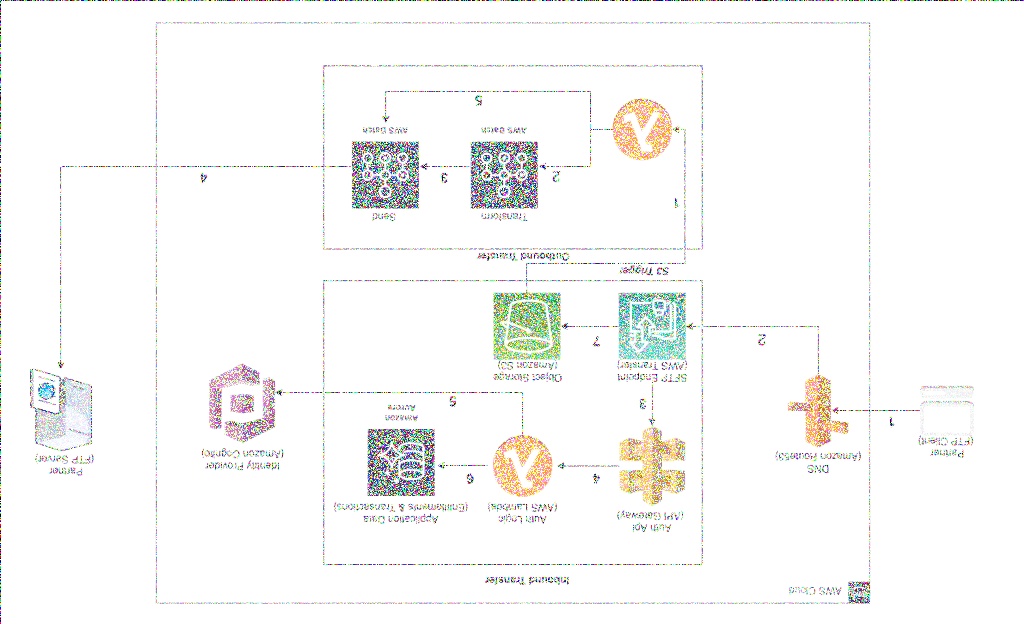 AWS Cloud
Inbound Transfer
Auth Api
(API Gateway)
Auth Logic
(AWS Lambda)
Application Data
(Entitlements & Transactions)
4
6
DNS
(Amazon Route53)
Partner
(FTP Client)
1
Identity Provider
(Amazon Cognito)
Partner
(FTP Server)
Amazon
Aurora
3
5
SFTP Endpoint
(AWS Transfer)
Object Storage
(Amazon S3)
2
7
S3 Trigger
Outbound Transfer
Transform
Send
1
2
3
4
AWS Batch
AWS Batch
5